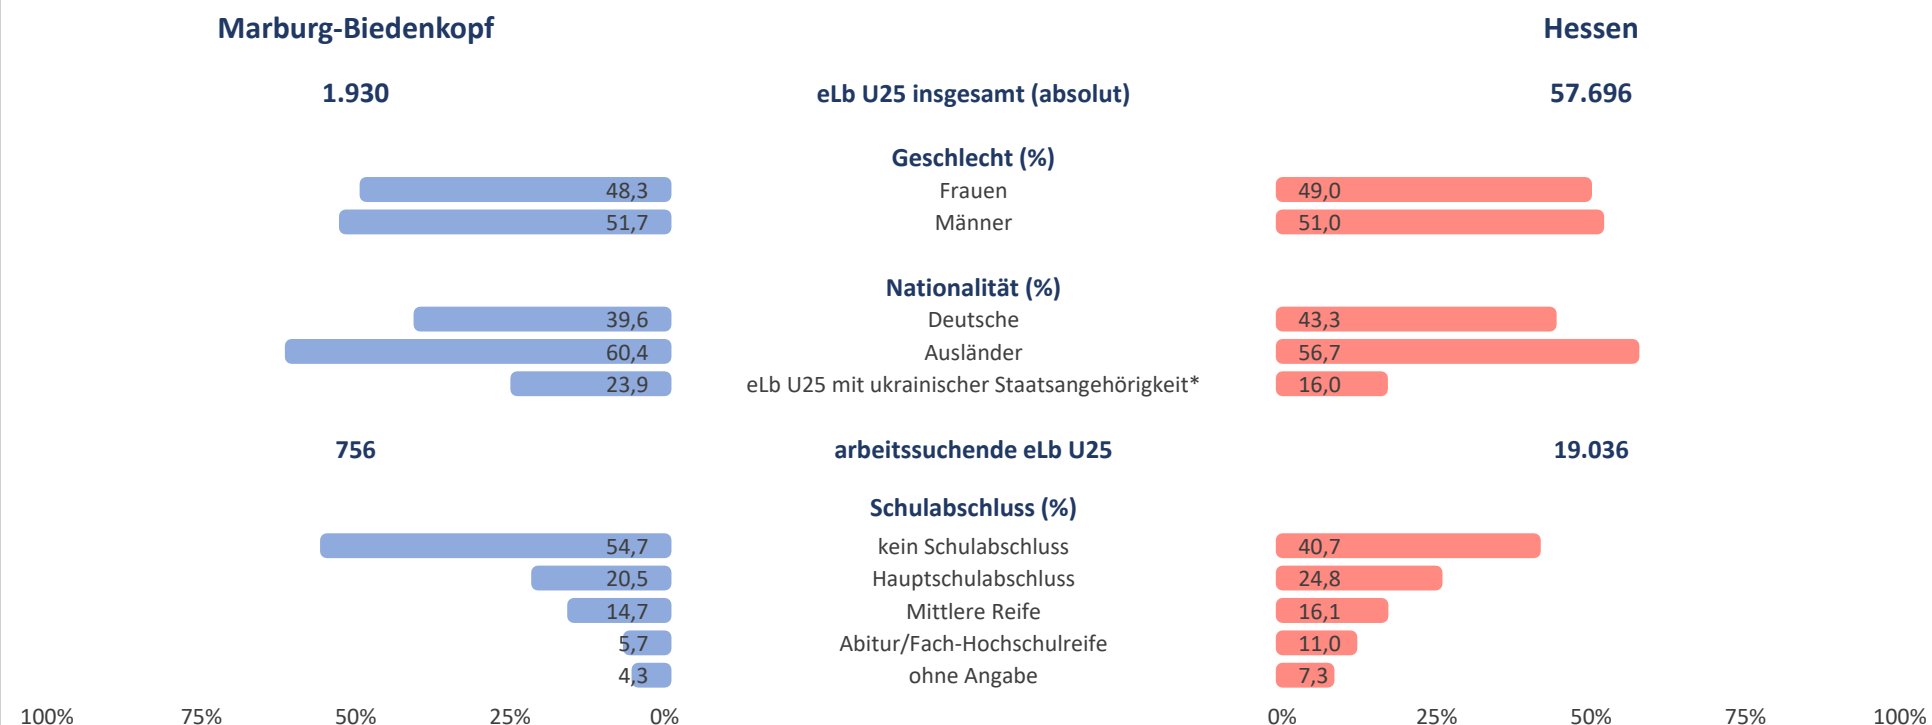 Marburg-Biedenkopf Hessen
1.930 eLb U25 insgesamt (absolut) 57.696
Geschlecht (%)
48,3 Frauen 49,0
51,7 Männer 51,0
Nationalität (%)
39,6 Deutsche 43,3
60,4 Ausländer 56,7
23,9 eLb U25 mit ukrainischer Staatsangehörigkeit* 16,0
756 arbeitssuchende eLb U25 19.036
Schulabschluss (%)
54,7 kein Schulabschluss 40,7
20,5 Hauptschulabschluss 24,8
14,7 Mittlere Reife 16,1
5,7 Abitur/Fach-Hochschulreife 11,0
4,3 ohne Angabe 7,3
100% 75% 50% 25% 0% 0% 25% 50% 75% 100%